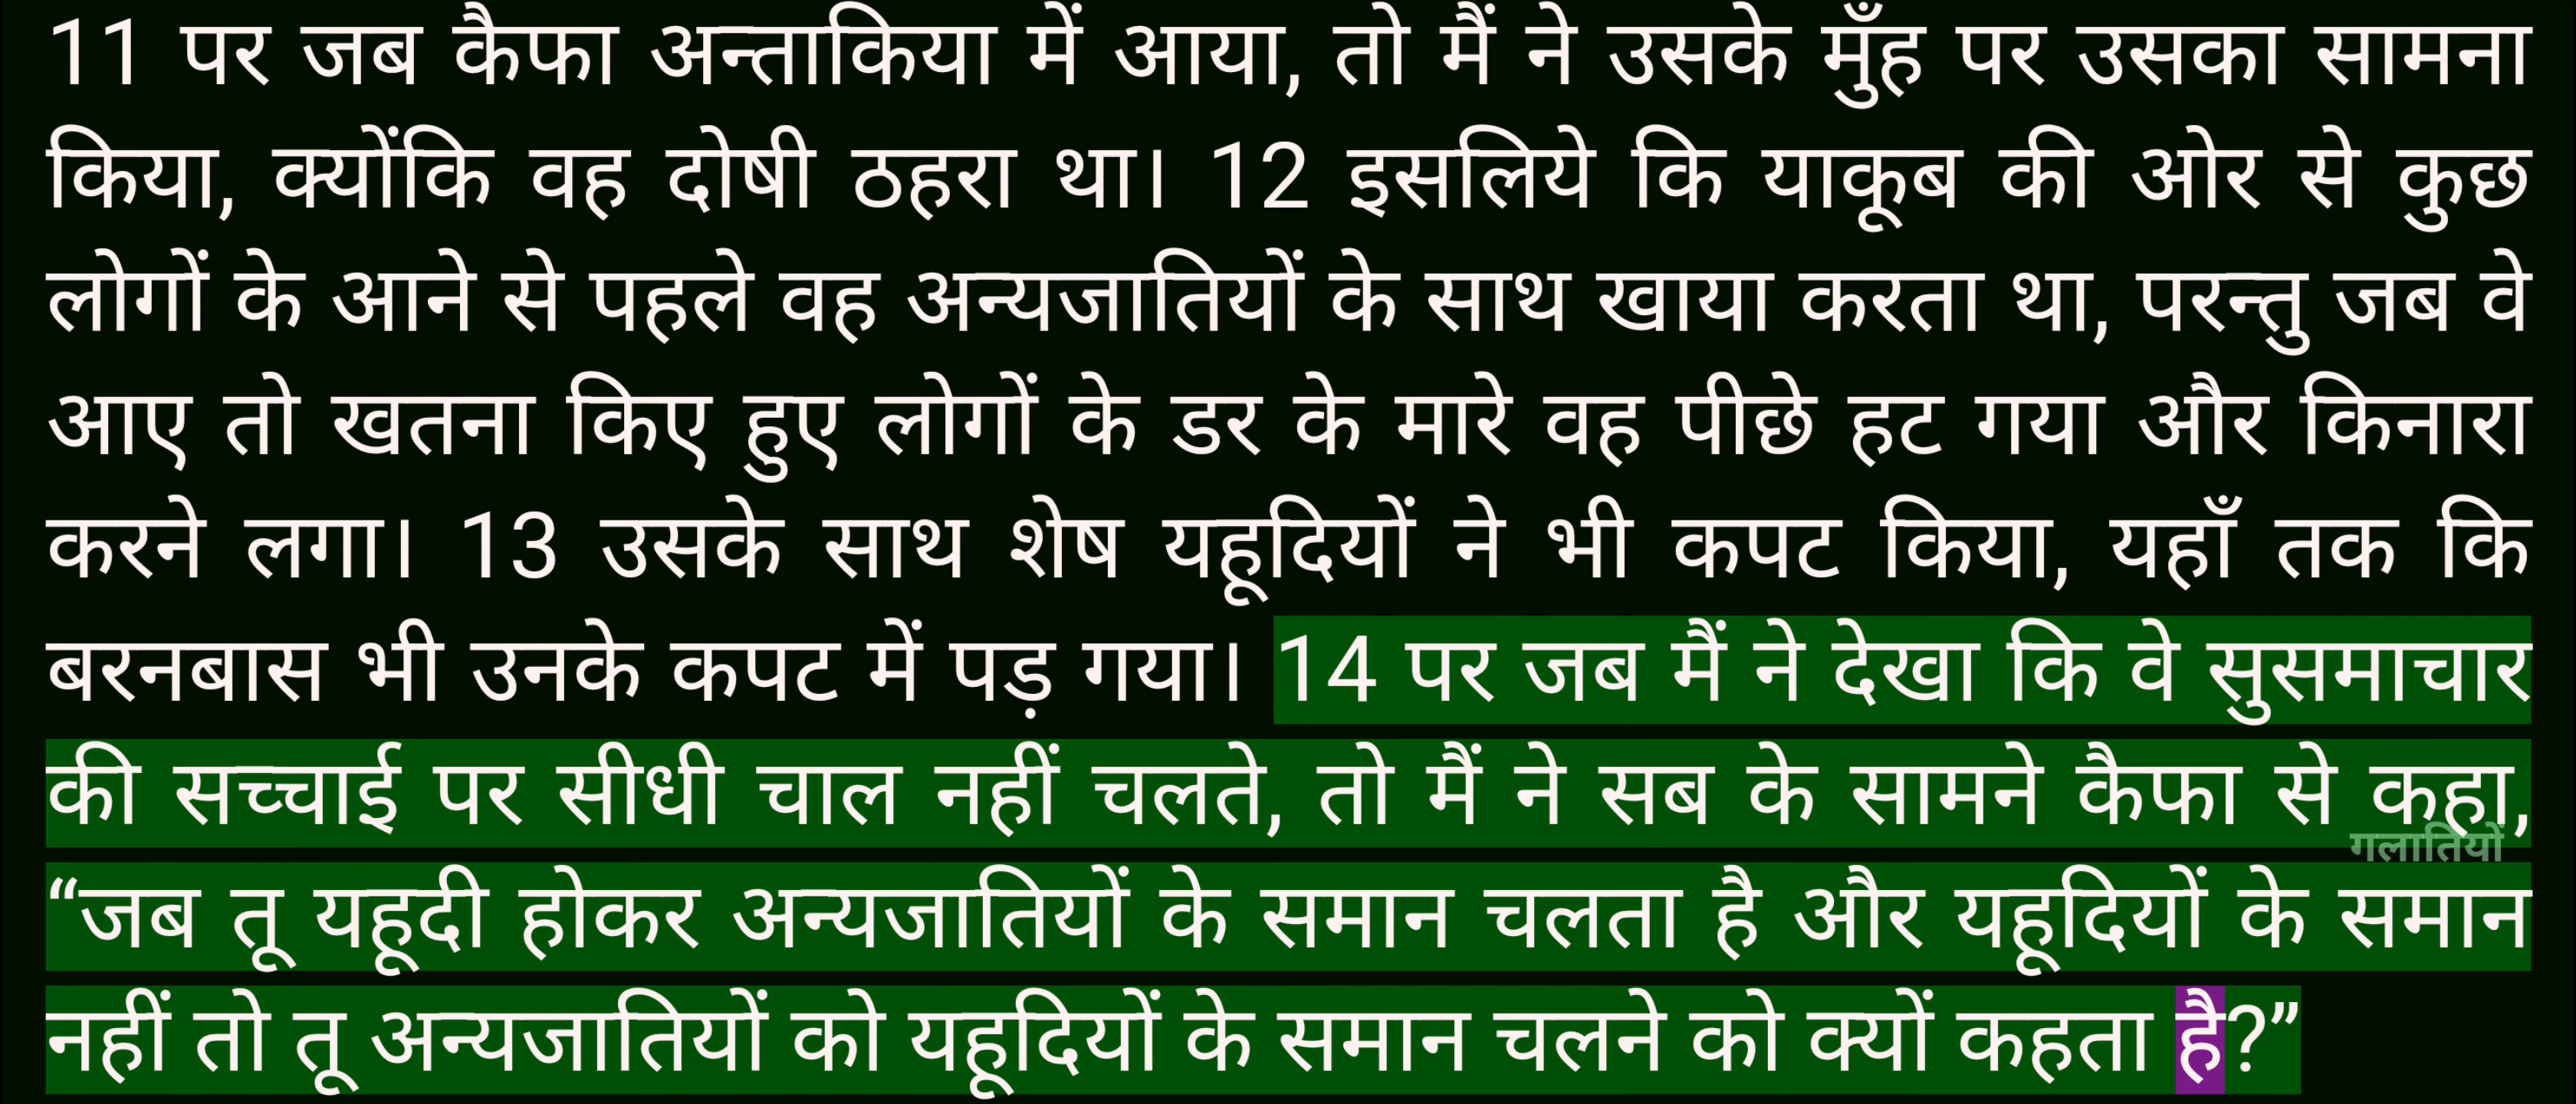 11 पर जब कैफा अन्ताकिया में आया, तो मैं ने उसके मुँह पर उसका सामना
किया, क्योंकि वह दोषी ठहरा था। 12 इसलिये कि याकूब की ओर से कुछ
लोगों के आने से पहले वह अन्यजातियों के साथ खाया करता था, परन्तु जब वे
आए तो खतना किए हुए लोगों के डर के मारे वह पीछे हट गया और किनारा
करने लगा। 13 उसके साथ शेष यहूदियों ने भी कपट किया, यहाँ तक कि
बरनबास भी उनके कपट में पड़ गया। 14 पर जब मैं ने देखा कि वे सुसमाचार
की सच्चाई पर सीधी चाल नहीं चलते, तो मैं ने सब के सामने कैफा से कहा,
गलातियों
“जब तू यहूदी होकर अन्यजातियों के समान चलता है और यहूदियों के समान
नहीं तो तू अन्यजातियों को यहूदियों के समान चलने को क्यों कहता है?”